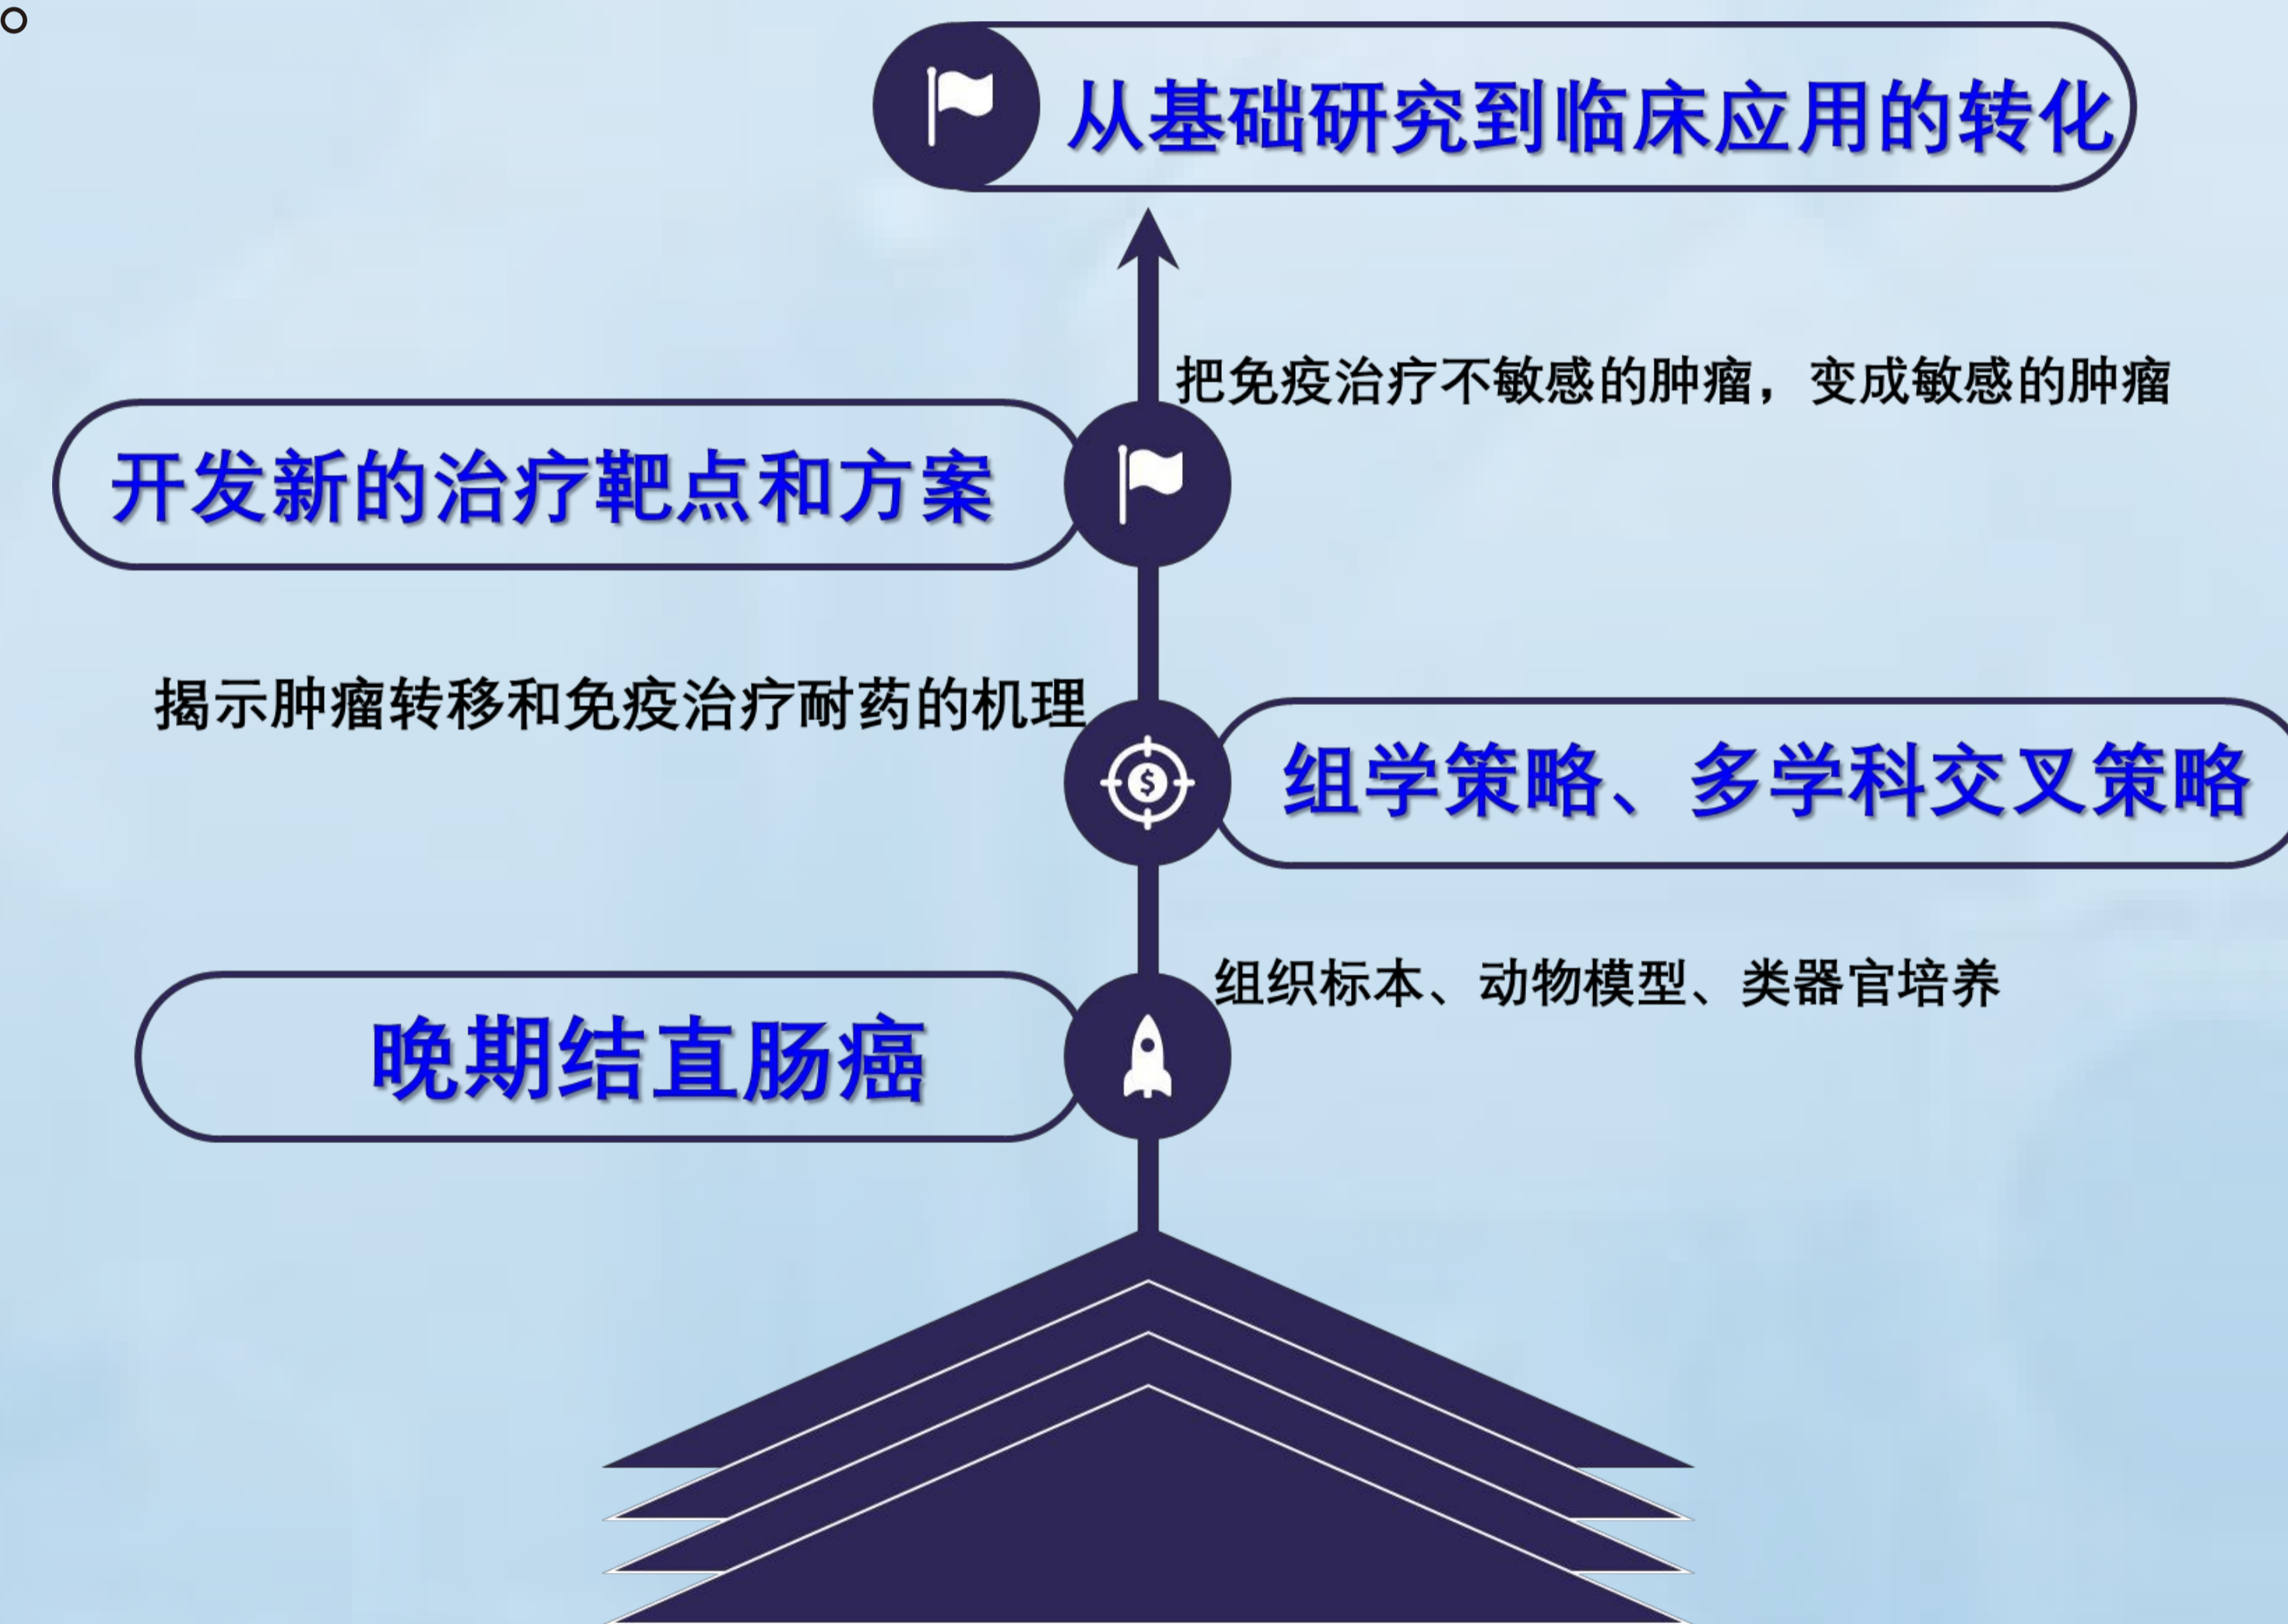 从基础研究到临床应用的转化
把免疫治疗不敏感的肿瘤，变成敏感的肿瘤
开发新的治疗靶点和方案
揭示肿瘤转移和免疫治疗耐药的机理
组学策略、多学科交叉策略
组织标本、动物模型、类器官培养
晚期结直肠癌